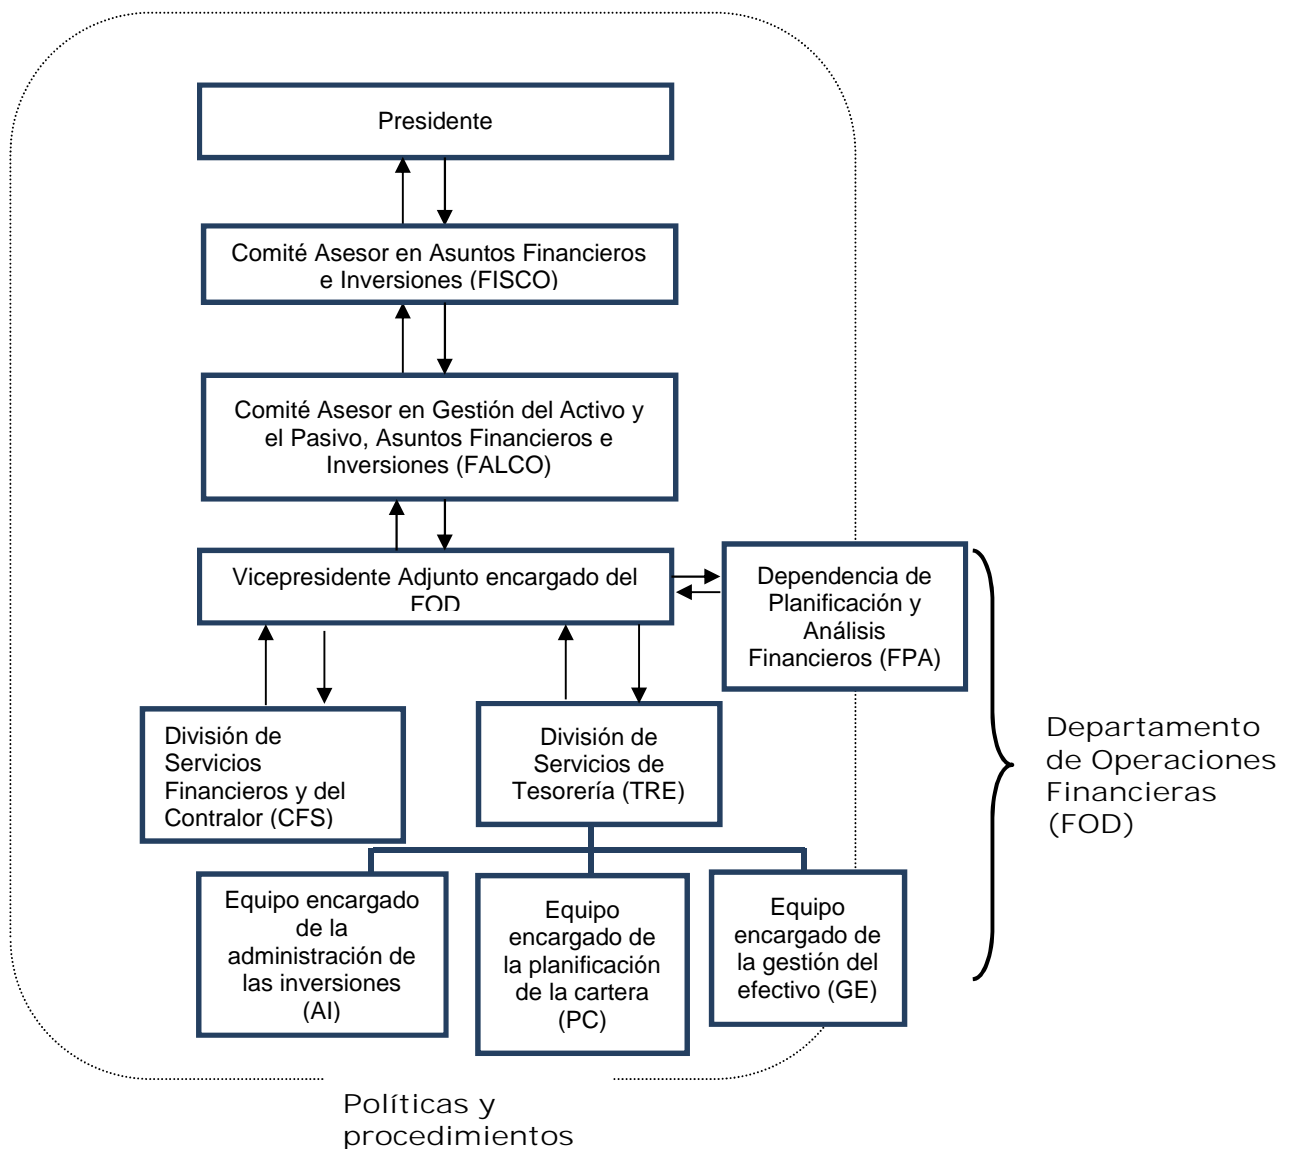 Presidente
Comité Asesor en Asuntos Financieros
e Inversiones (FISCO)
Comité Asesor en Gestión del Activo y
el Pasivo, Asuntos Financieros e
Inversiones (FALCO)
Vicepresidente Adjunto encargado del
FOD
Dependencia de
Planificación y
Análisis
Financieros (FPA)
División de
Servicios
Financieros y del
Contralor (CFS)
División de
Servicios de
Tesorería (TRE)
Departamento
de Operaciones
Financieras
(FOD)
Equipo encargado
de la
administración de
las inversiones
(AI)
Equipo
encargado de
la planificación
de la cartera
(PC)
Equipo
encargado de
la gestión del
efectivo (GE)
Políticas y
procedimientos